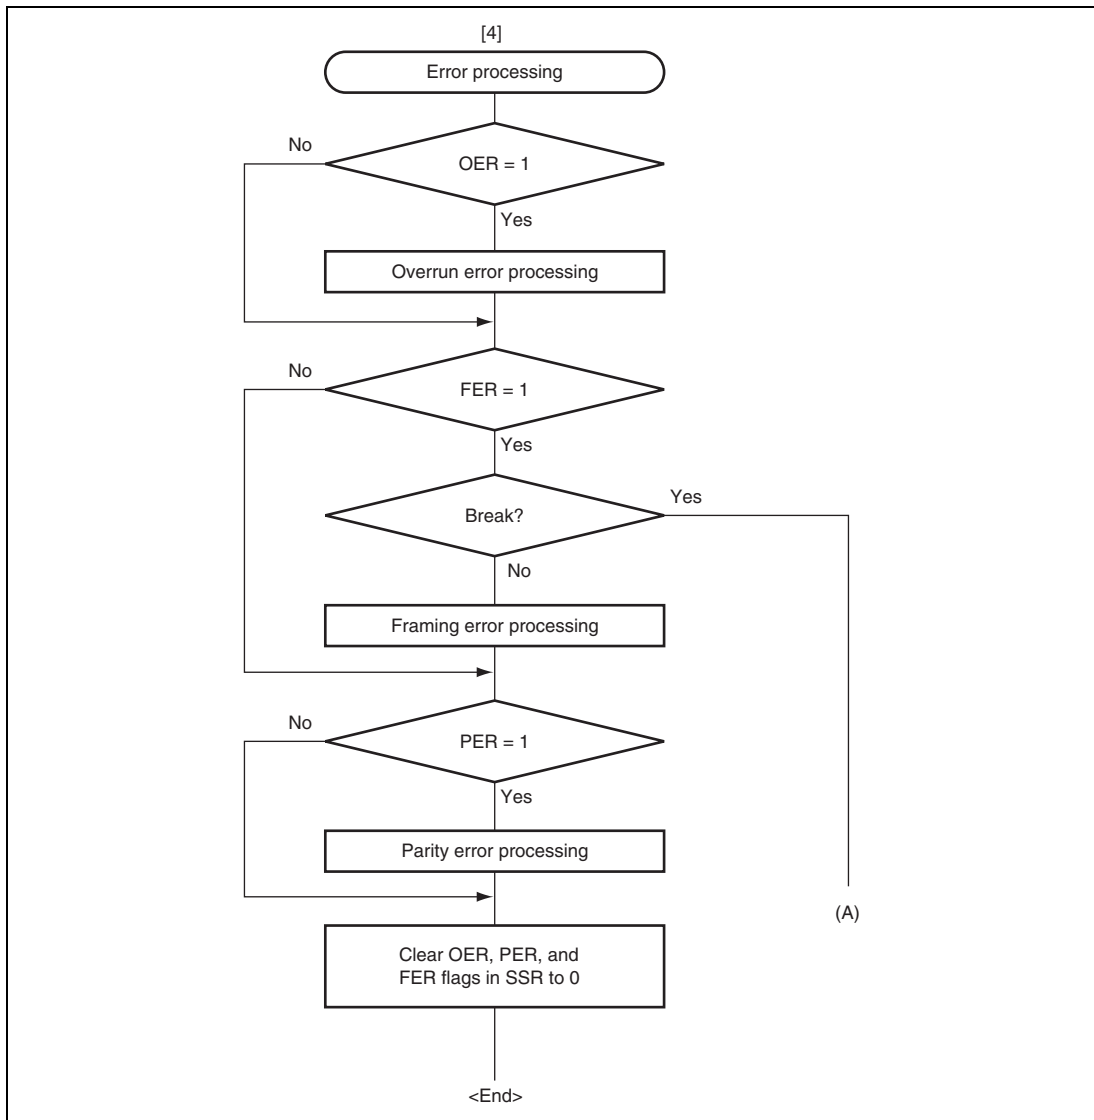 [4]
Error processing
No
OER = 1
Yes
Overrun error processing
No
FER = 1
Yes
Break?
Yes
No
Framing error processing
No
PER = 1
Yes
Parity error processing
(A)
Clear OER, PER, and
FER flags in SSR to 0
<End>